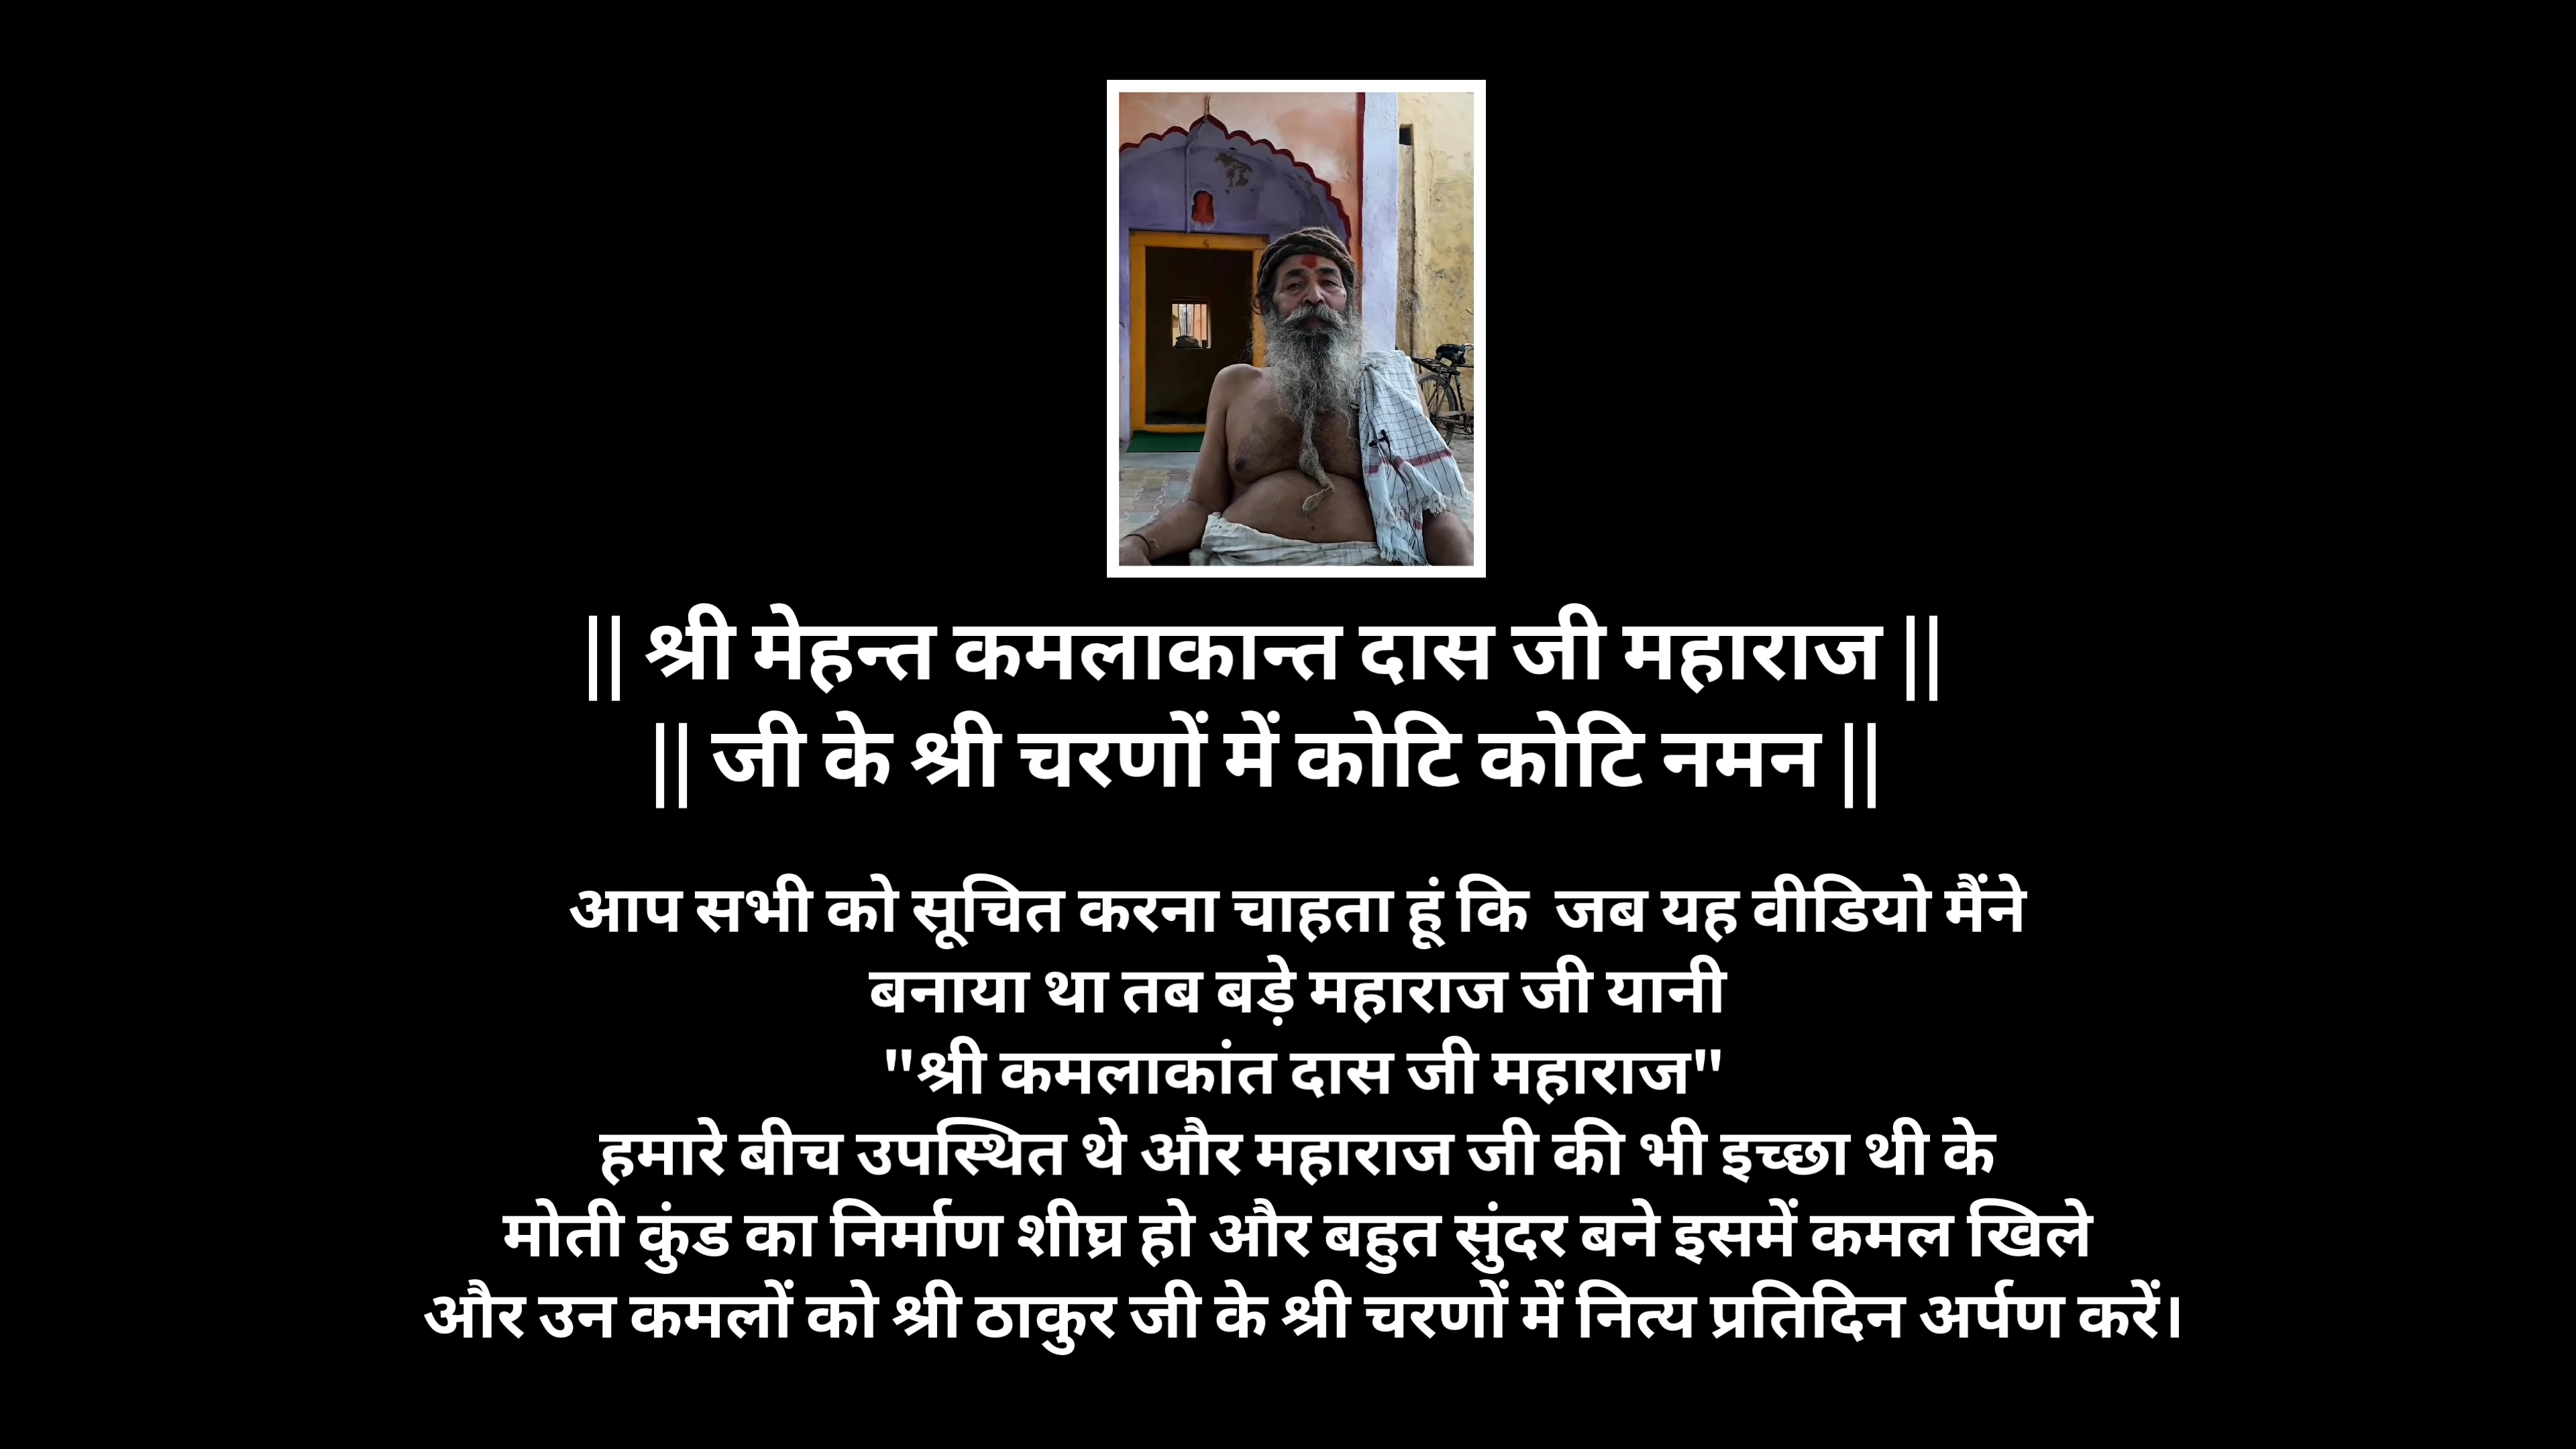 || श्री मेहन्त कमलाकान्त दास जी महाराज ||
|| जी के श्री चरणों में कोटि कोटि नमन ||
आप सभी को सूचित करना चाहता हूं कि जब यह वीडियो मैंने
बनाया था तब बड़े महाराज जी यानी
"श्री कमलाकांत दास जी महाराज"
हमारे बीच उपस्थित थे और महाराज जी की भी इच्छा थी के
मोती कुंड का निर्माण शीघ्र हो और बहुत सुंदर बने इसमें कमल खिले
और उन कमलों को श्री ठाकुर जी के श्री चरणों में नित्य प्रतिदिन अर्पण करें।